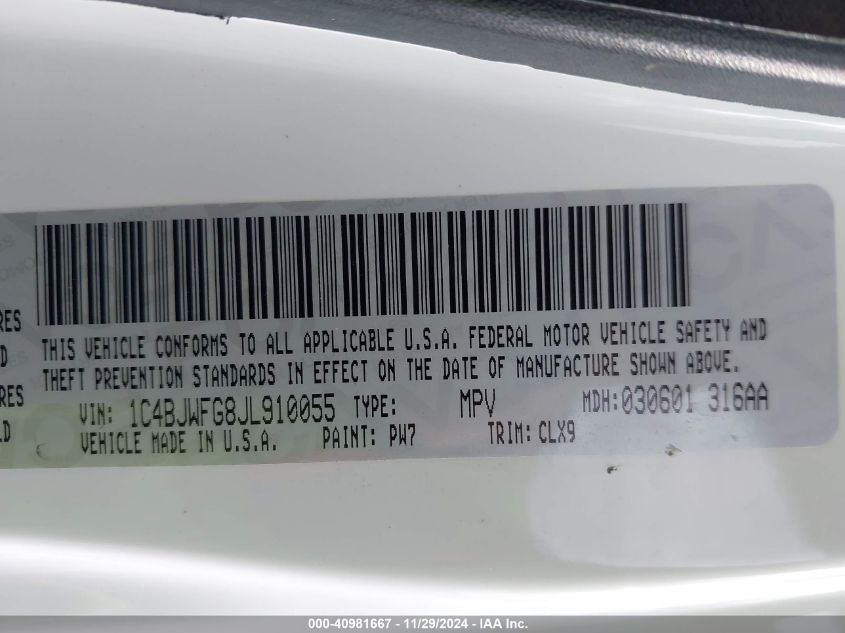 RES
D
RES
LD
THIS VEHICLE CONFORMS TO ALL APPLICABLE U.S.A. FEDERAL MOTOR VEHICLE SAFETY AND
THEFT PREVENTION STANDARDS IN EFFECT ON THE DATE OF MANUFACTURE SHOWN ABOVE.
VIN: 1C4BJWFG8JL910055 TYPE: MPV MDH:030601 316AA
VEHICLE MADE IN U.S.A. PAINT: PW7 TRIM: CLX9
000-40981667 - 11/29/2024 - IAA Inc.